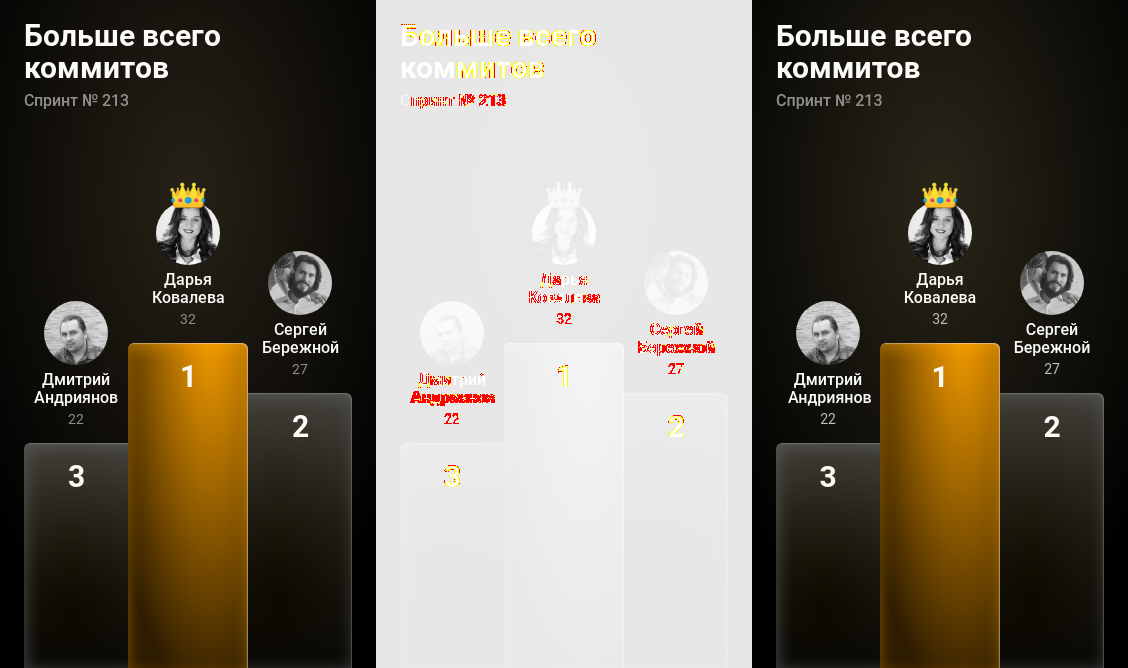 Больше всего
коммитов
Спринт № 213
Дарья
Ковалева
32
Сергей
Бережной
27
Дмитрий
Андриянов
22
1
2
3
Больше всего
коммитов
Спринт № 213
Дарья
Ковалева
32
Сергей
Бережной
27
Дмитрий
Андриянов
22
1
2
3
Больше всего
коммитов
Спринт № 213
Дарья
Ковалева
32
Сергей
Бережной
27
Дмитрий
Андриянов
22
1
2
3